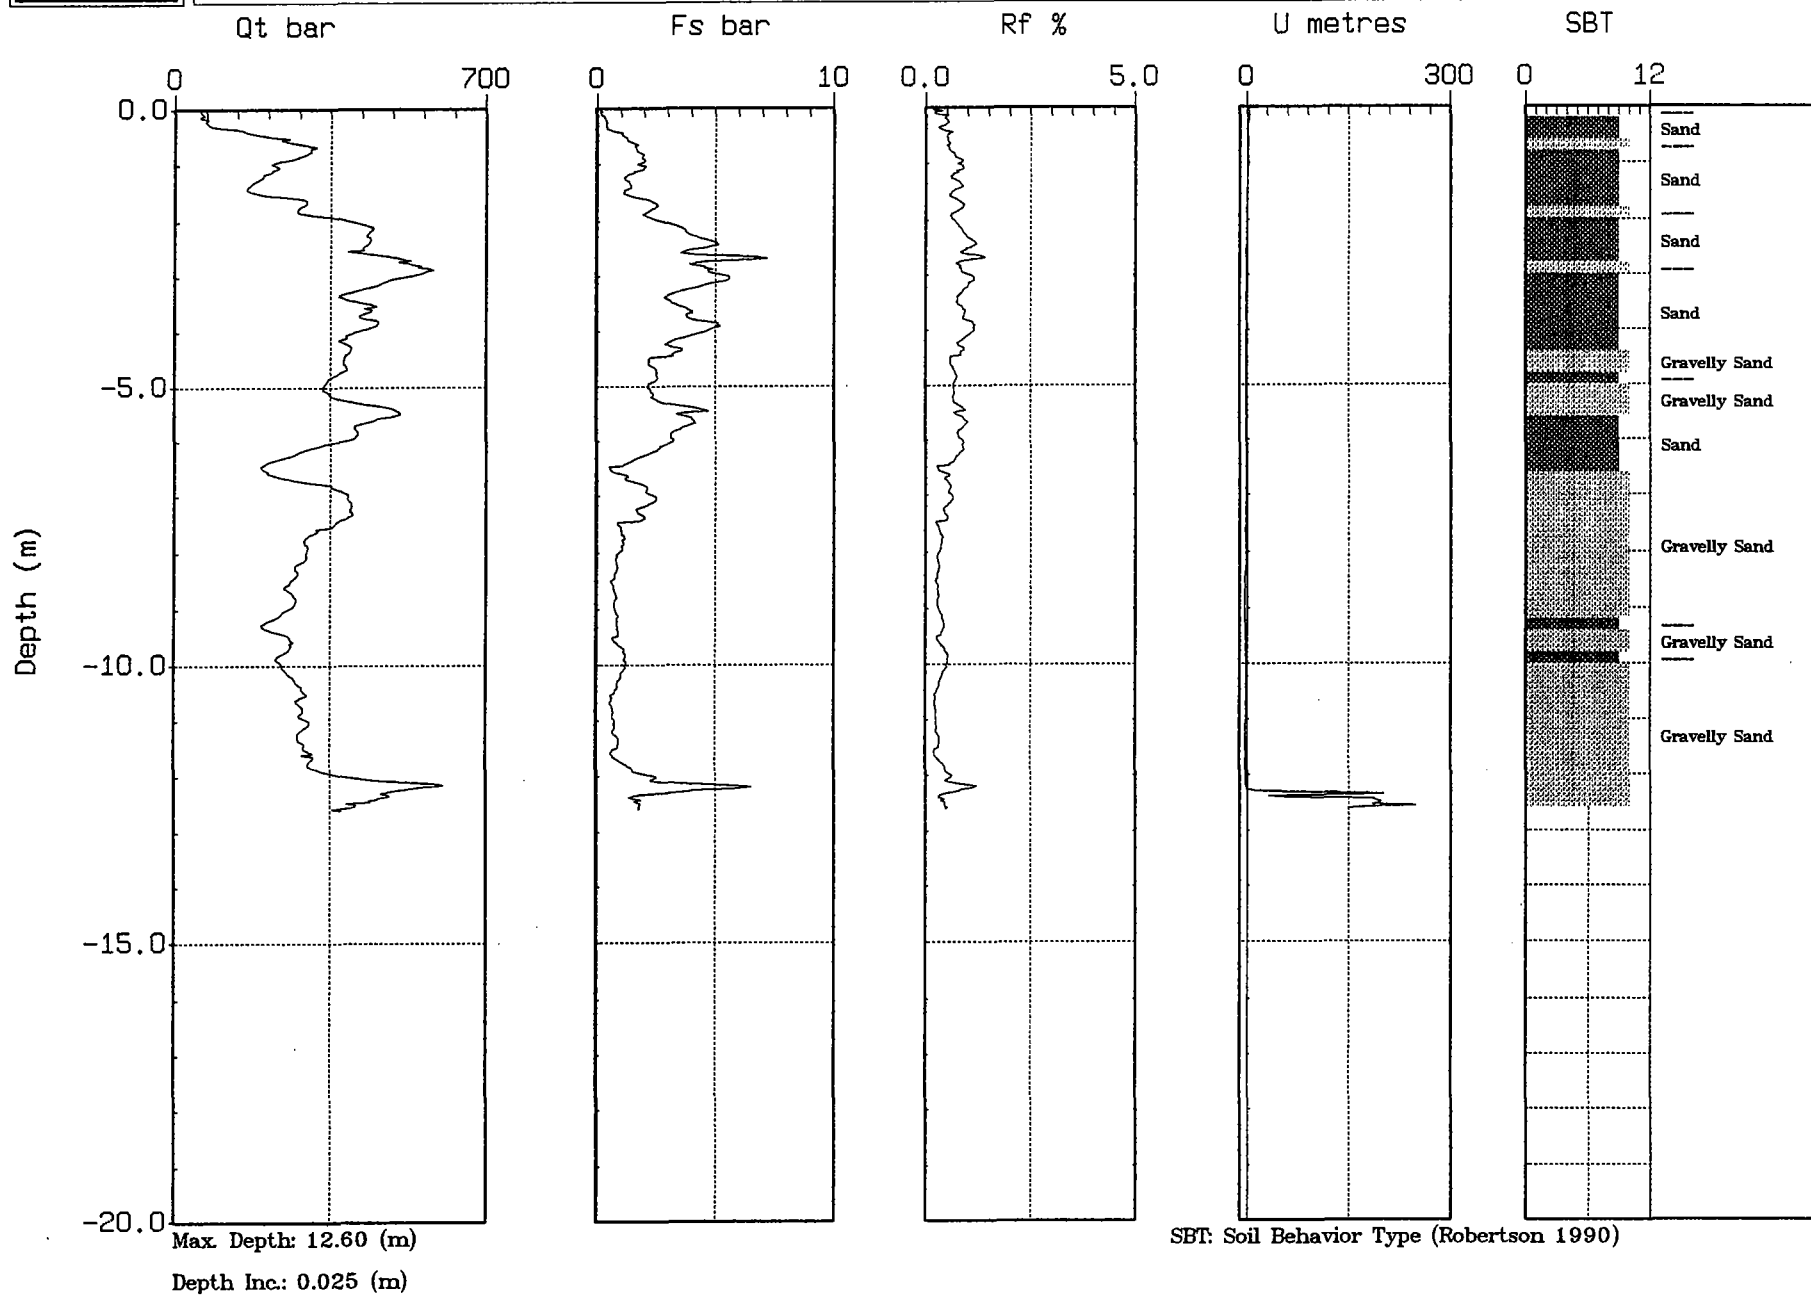 Qt bar Fs bar Rf % U metres SBT
0 700 0 10 0.0 5.0 0 300 0 12
0.0
Sand
Sand
Sand
Sand
Gravelly Sand
-5.0
Gravelly Sand
Sand
Depth (m)
Gravelly Sand
Gravelly Sand
-10.0
Gravelly Sand
-15.0
-20.0
Max. Depth: 12.60 (m)
SBT: Soil Behavior Type (Robertson 1990)
Depth Inc.: 0.025 (m)